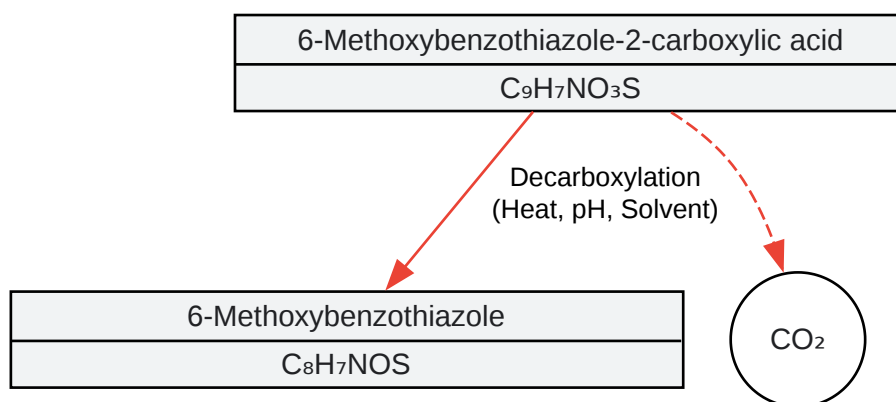 6-Methoxybenzothiazole-2-carboxylic acid
C₉H₇NO₃S
Decarboxylation
(Heat, pH, Solvent)
6-Methoxybenzothiazole
C₈H₇NOS
CO₂